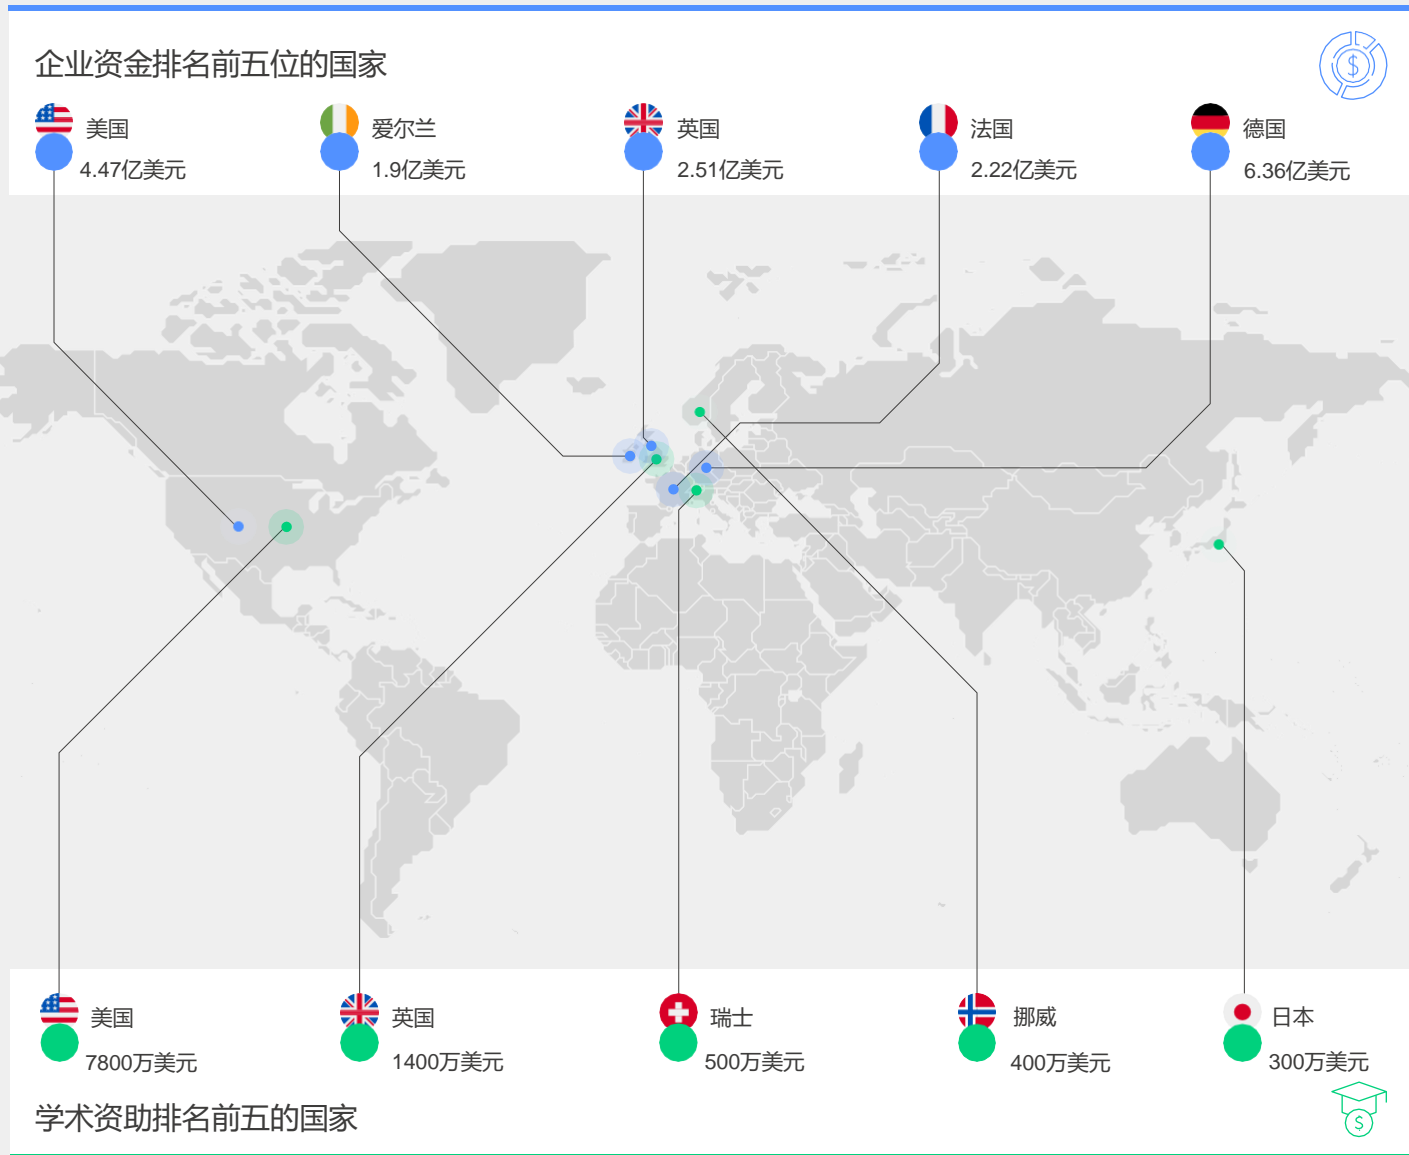 企业资金排名前五位的国家
$
美国
爱尔兰
英国
法国
德国
4.47亿美元
1.9亿美元
2.51亿美元
2.22亿美元
6.36亿美元
美国
英国
瑞士
挪威
日本
7800万美元
1400万美元
500万美元
400万美元
300万美元
学术资助排名前五的国家
$